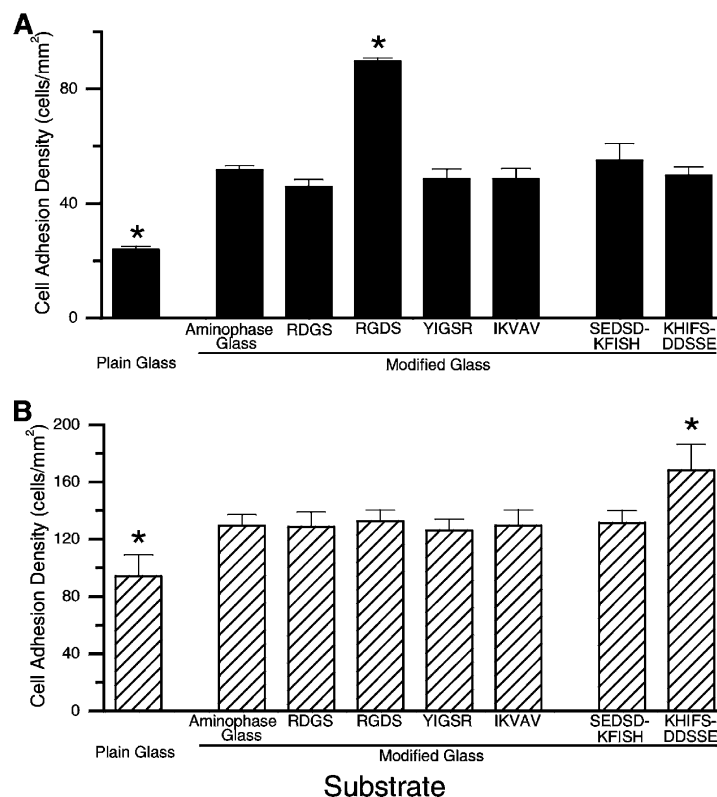 A
Cell Adhesion Density (cells/mm²)
80
40
0
*
*
Aminophase
Glass
RDGS
RGDS
YIGSR
IKVAV
SEDSD-
KFISH
KHIFS-
DDSSE
Plain Glass
Modified Glass
B
Cell Adhesion Density (cells/mm²)
200
160
120
80
40
0
*
*
Aminophase
Glass
RDGS
RGDS
YIGSR
IKVAV
SEDSD-
KFISH
KHIFS-
DDSSE
Plain Glass
Modified Glass
Substrate